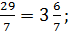 29/7 = 3 6/7;